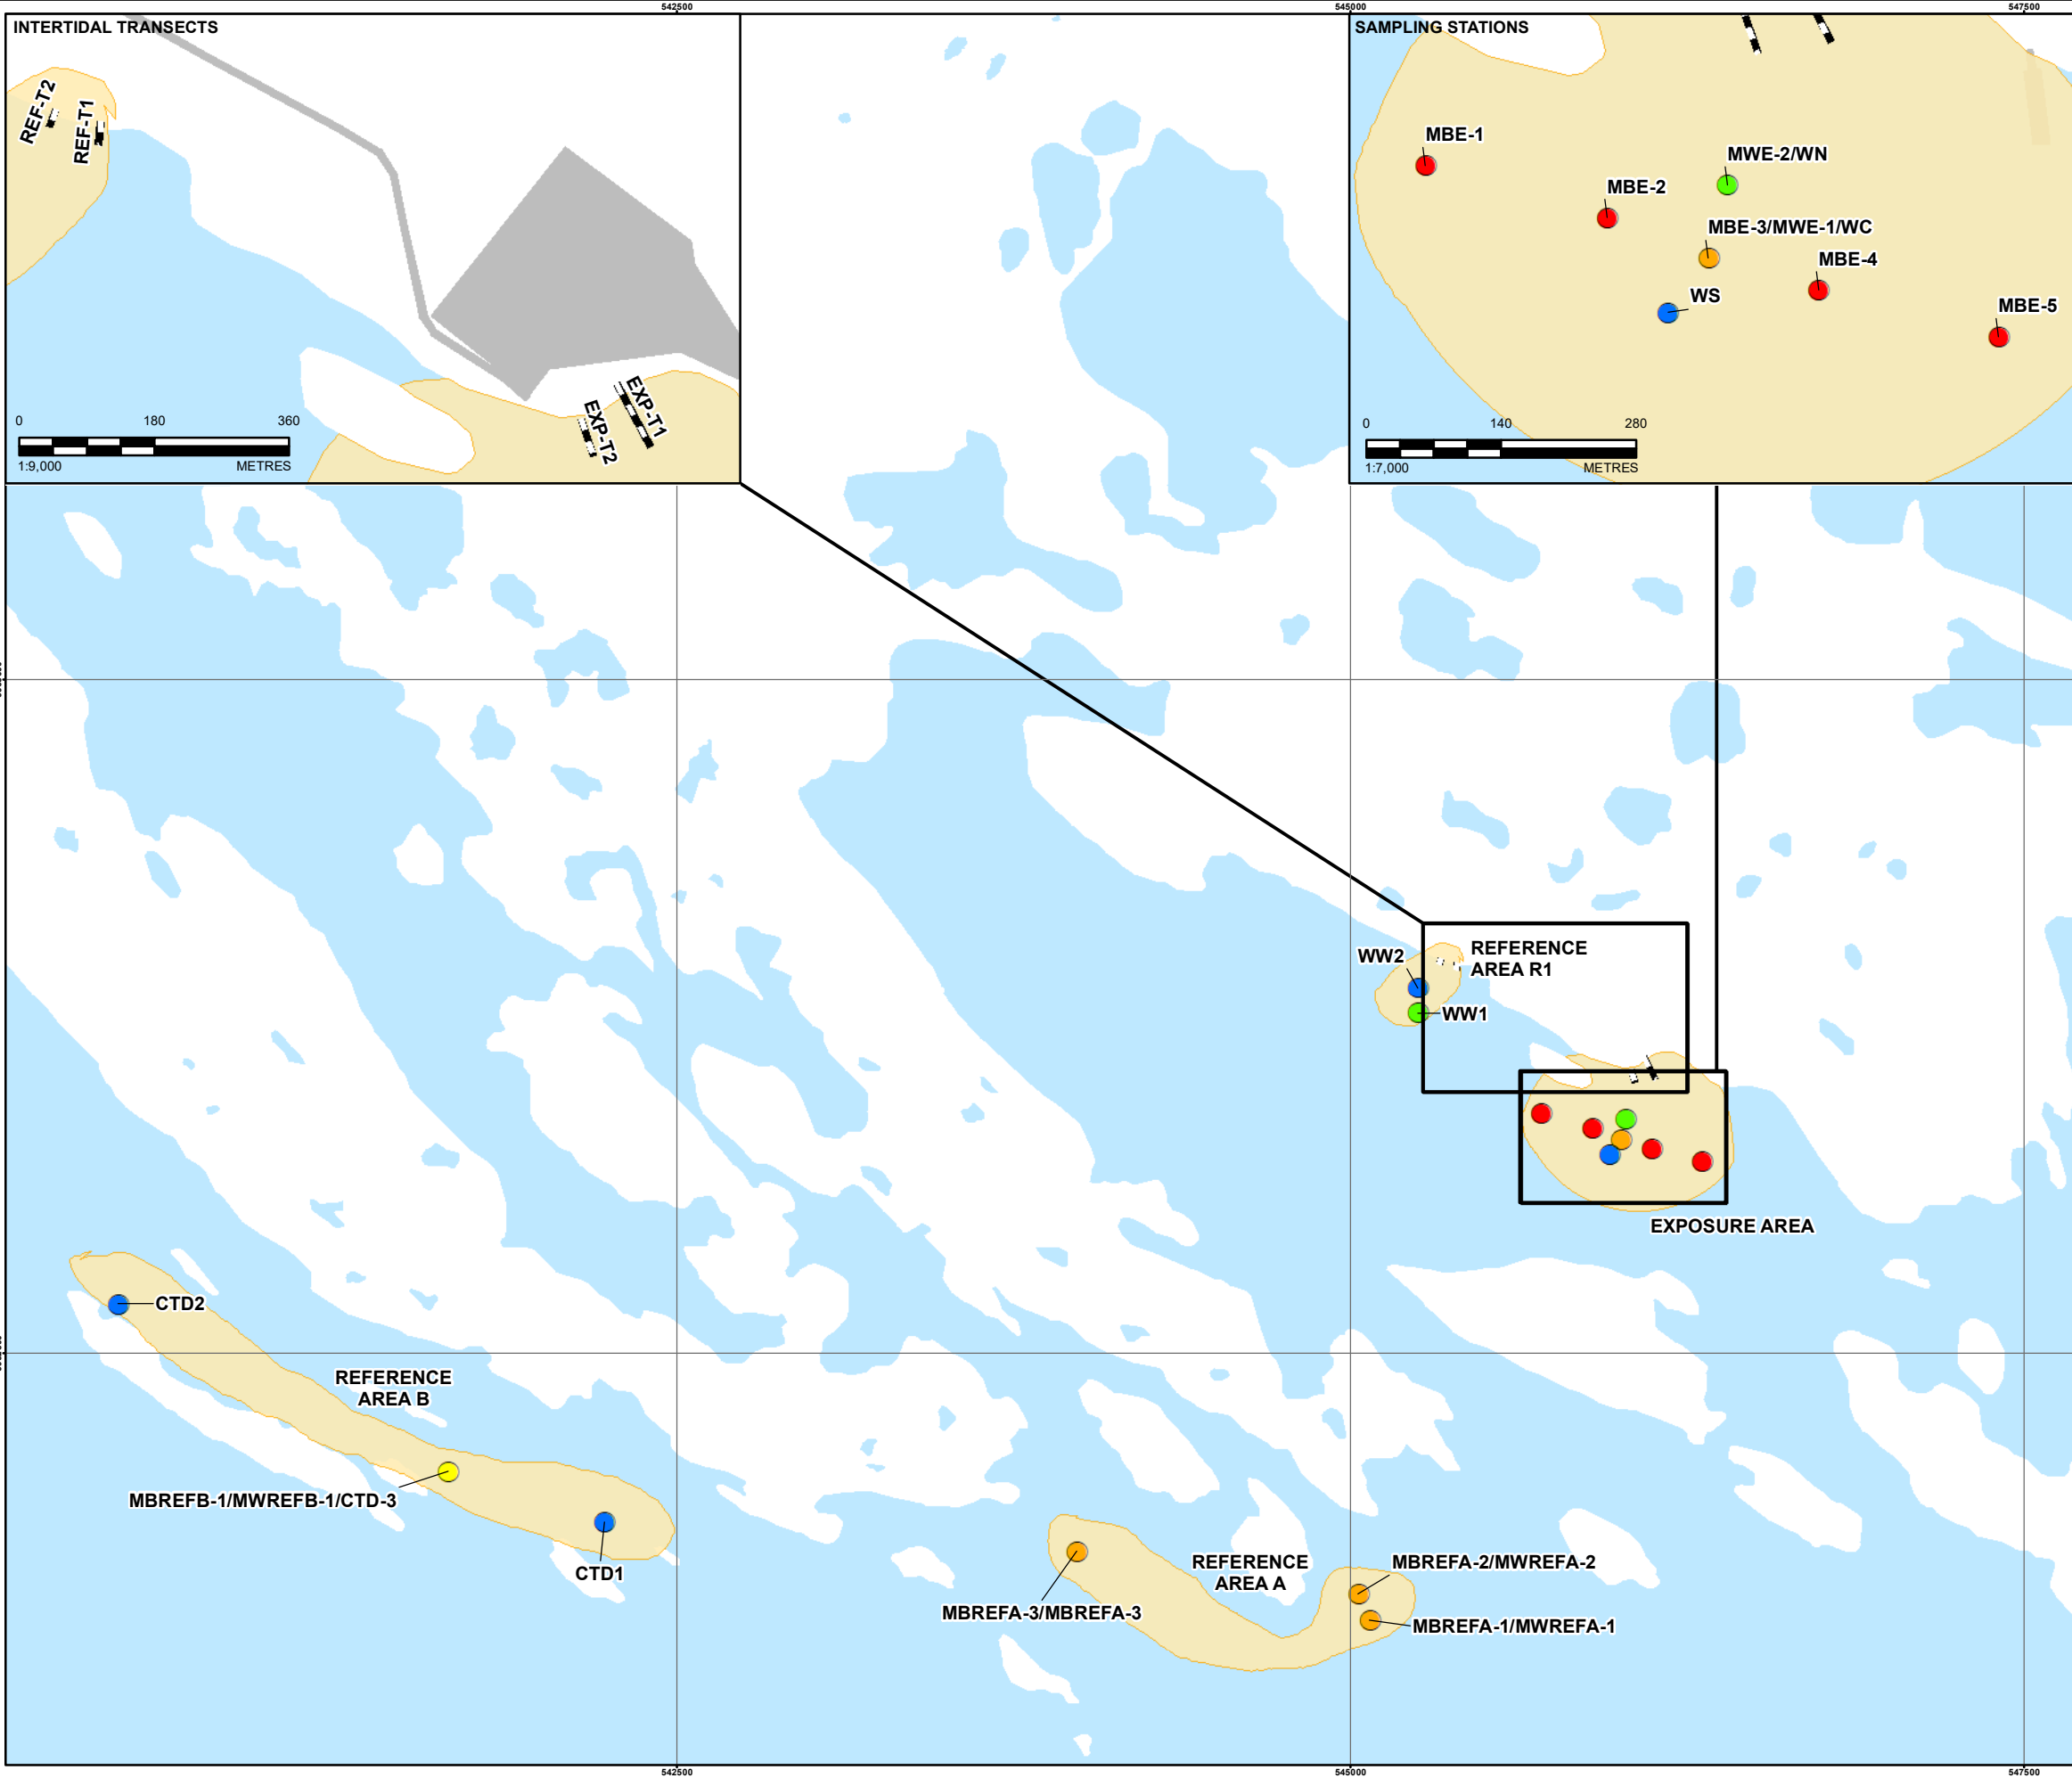 542500
545000
547500
INTERTIDAL TRANSECTS
REF-T2
REF-T1
EXP-T1
EXP-T2
0 180 360
1:9,000 METRES
SAMPLING STATIONS
MBE-1
MWE-2/WN
MBE-2
MBE-3/MWE-1/WC
MBE-4
WS
MBE-5
0 140 280
1:7,000 METRES
WW2
REFERENCE
AREA R1
WW1
EXPOSURE AREA
CTD2
REFERENCE
AREA B
MBREFB-1/MWREFB-1/CTD-3
CTD1
REFERENCE
AREA A
MBREFA-2/MWREFA-2
MBREFA-3/MBREFA-3
MBREFA-1/MWREFA-1
542500
545000
547500